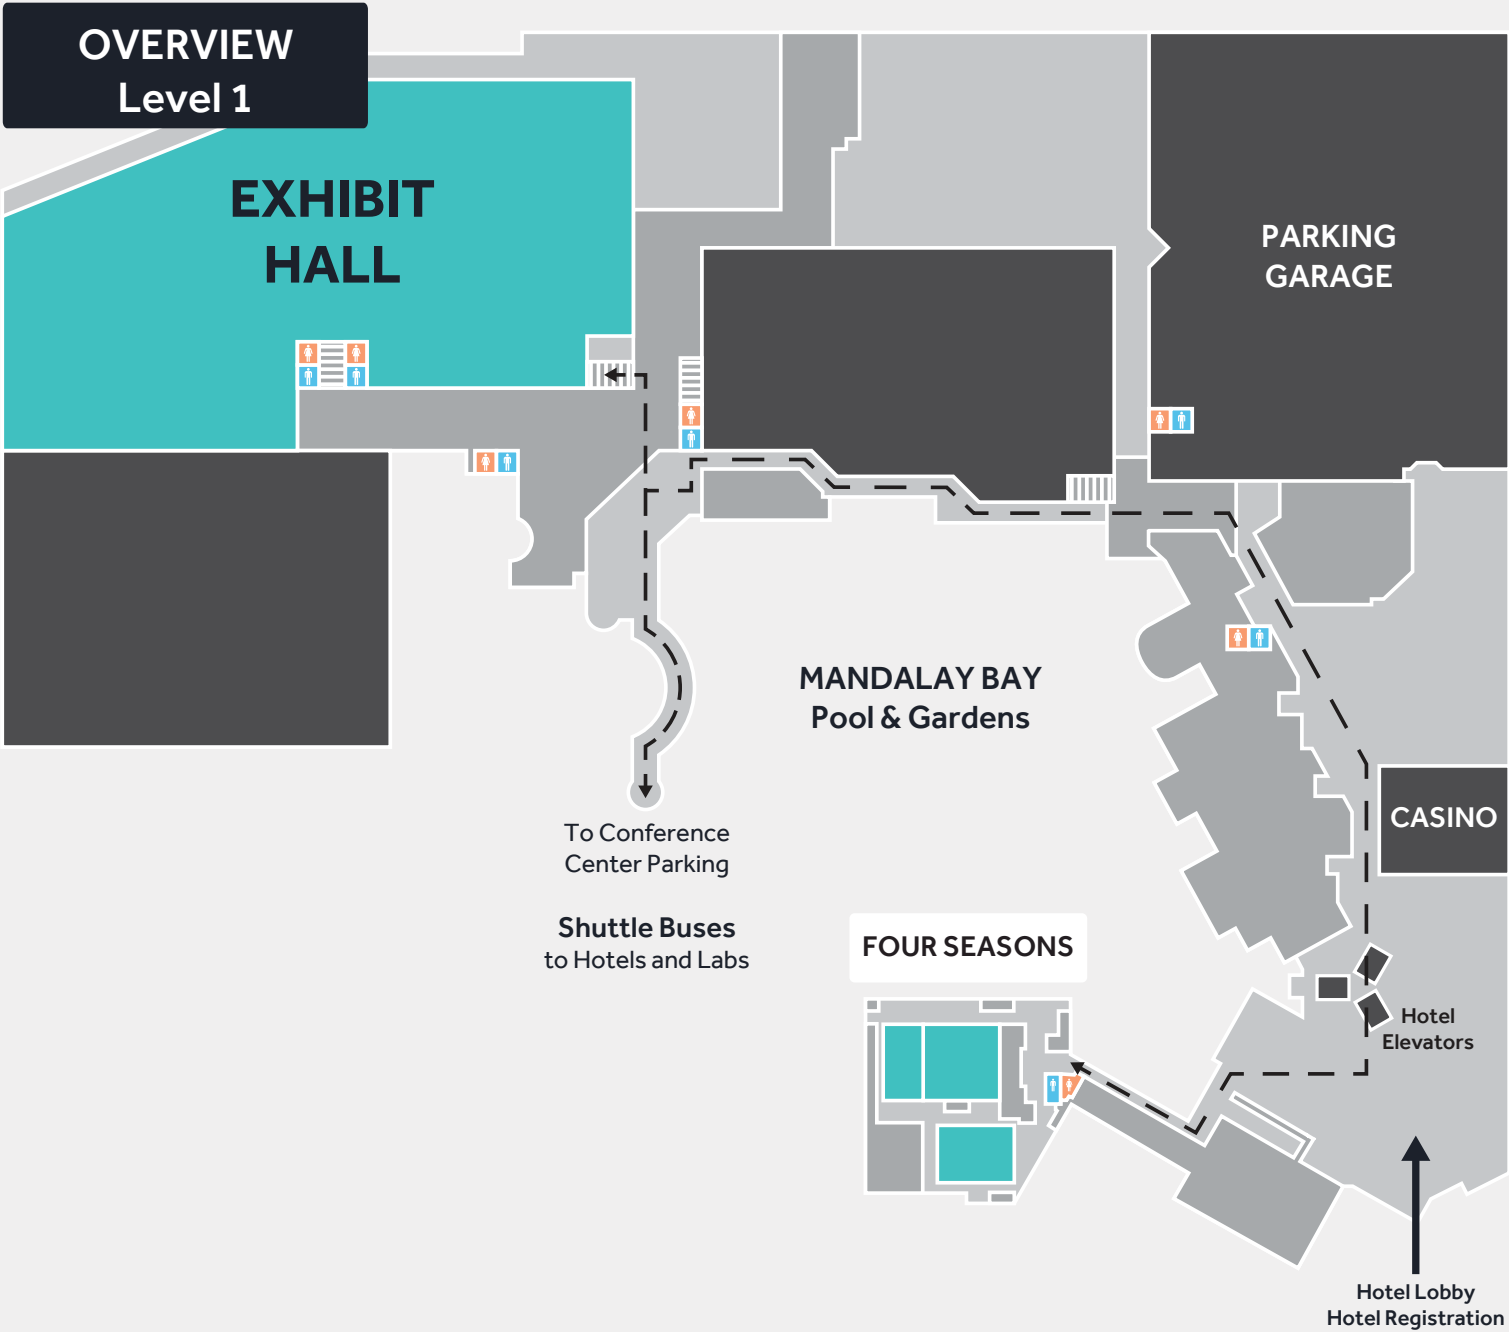 OVERVIEW
Level 1
EXHIBIT
HALL
PARKING
GARAGE
MANDALAY BAY
Pool & Gardens
CASINO
To Conference
Center Parking
Shuttle Buses
to Hotels and Labs
FOUR SEASONS
Hotel
Elevators
Hotel Lobby
Hotel Registration